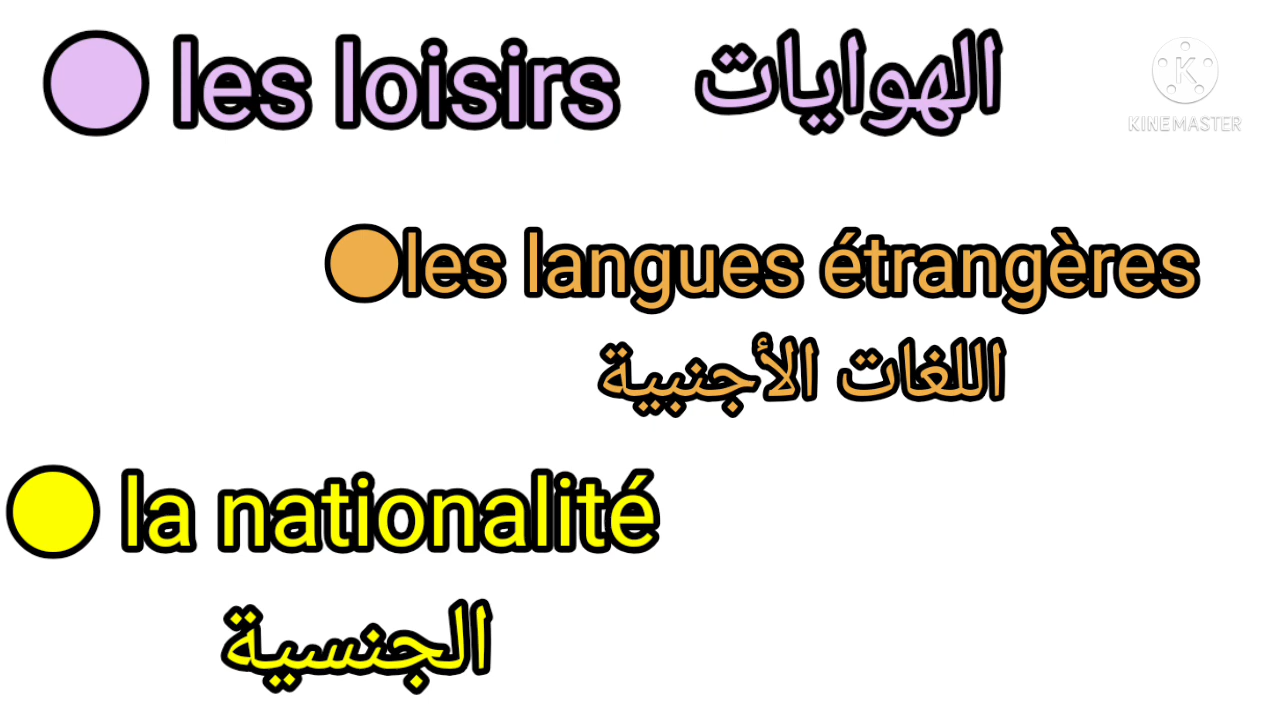 les loisirs الهوايات
KINEMASTER
les langues étrangères
اللغات الأجنبية
la nationalité
الجنسية